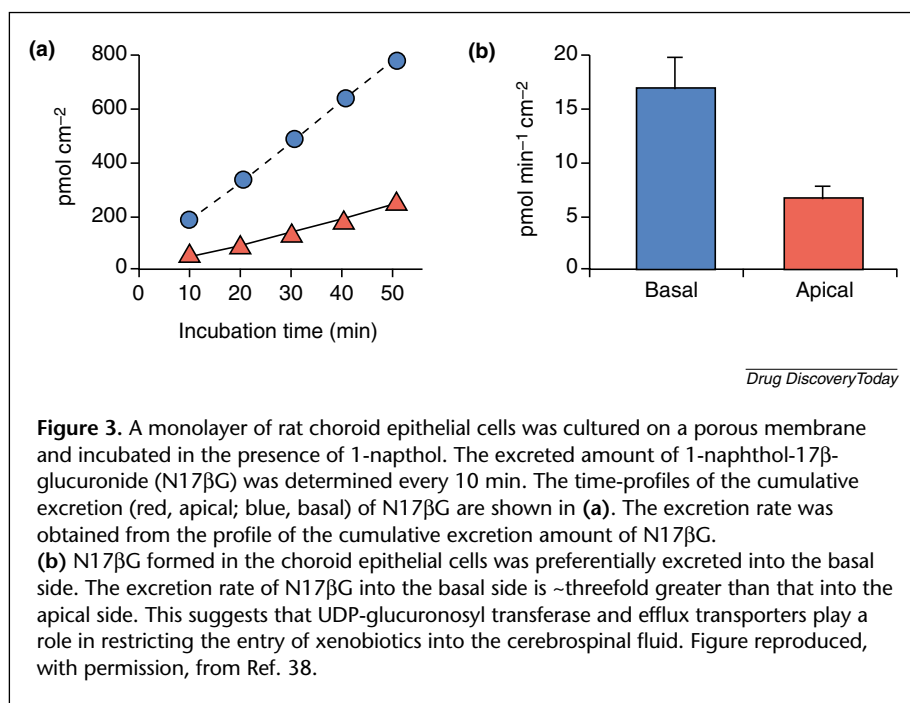 (a)
800
600
400
200
0
pmol cm–2
0 10 20 30 40 50
Incubation time (min)
(b)
20
15
10
5
0
pmol min–1 cm–2
Basal Apical
Drug DiscoveryToday
Figure 3. A monolayer of rat choroid epithelial cells was cultured on a porous membrane
and incubated in the presence of 1-napthol. The excreted amount of 1-naphthol-17β-
glucuronide (N17βG) was determined every 10 min. The time-profiles of the cumulative
excretion (red, apical; blue, basal) of N17βG are shown in (a). The excretion rate was
obtained from the profile of the cumulative excretion amount of N17βG.
(b) N17βG formed in the choroid epithelial cells was preferentially excreted into the basal
side. The excretion rate of N17βG into the basal side is ~threefold greater than that into the
apical side. This suggests that UDP-glucuronosyl transferase and efflux transporters play a
role in restricting the entry of xenobiotics into the cerebrospinal fluid. Figure reproduced,
with permission, from Ref. 38.